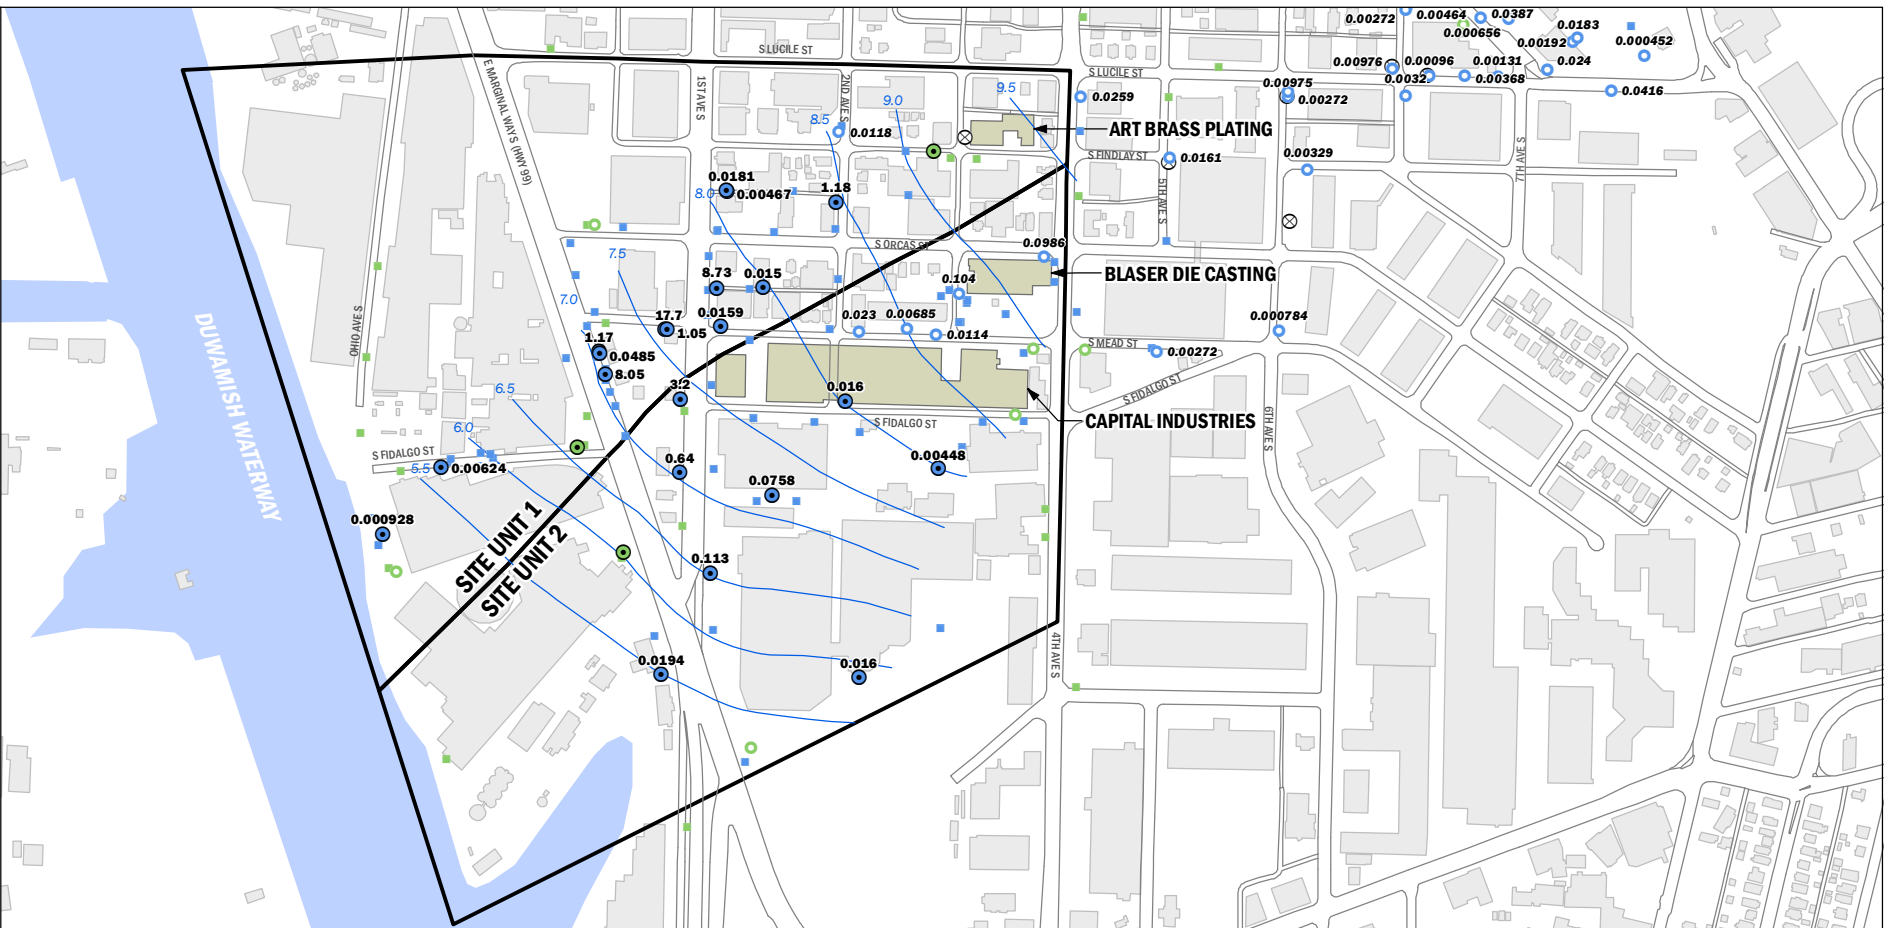 0.00272
0.00464
0.0387
0.000656
0.0183
0.00192
0.000452
S LUCILE ST
0.00976
0.00096
0.00131
0.024
S LUCILE ST
0.00368
0.00975
0.00272
0.0416
0.0259
E MARGINAL WAY S (HWY 99)
1ST AVE S
2ND AVE S
9.5
9.0
8.5
0.0118
ART BRASS PLATING
S FINDLAY ST
0.0161
0.00329
7TH AVE S
5TH AVE S
0.0181
0.00467
8.0
1.18
S ORCAS ST
0.0986
7.5
BLASER DIE CASTING
8.73
0.015
0.104
7.0
DUWAMISH WATERWAY
OHIO AVE S
17.7
1.05
0.0159
0.023
0.00685
0.0114
0.000784
1.17
0.0485
8.05
S MEAD ST
0.00272
3.2
0.016
S FIDALGO ST
6.5
CAPITAL INDUSTRIES
6.0
S FIDALGO ST
S FIDALGO ST
6TH AVE S
5.5
0.00624
0.64
0.00448
0.0758
0.000928
SITE UNIT 1
SITE UNIT 2
0.113
4TH AVE S
0.0194
0.016